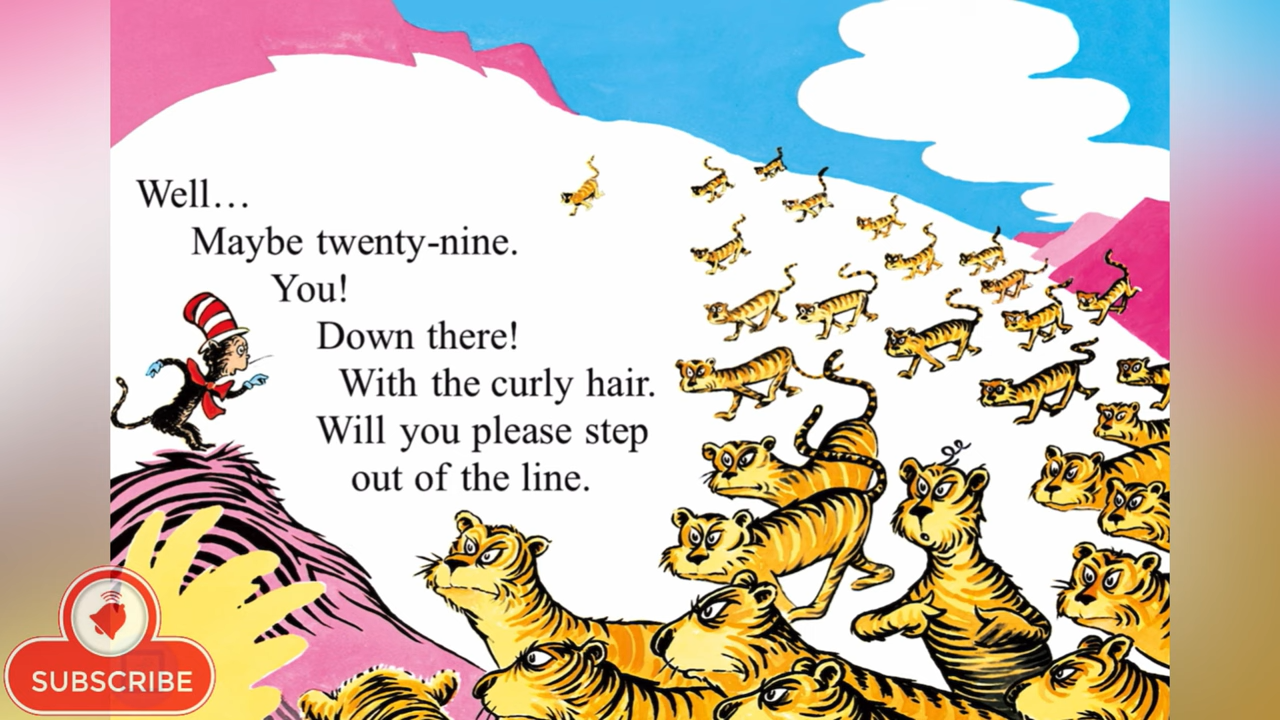 Well…
Maybe twenty-nine.
You!
Down there!
With the curly hair.
Will you please step
out of the line.
SUBSCRIBE